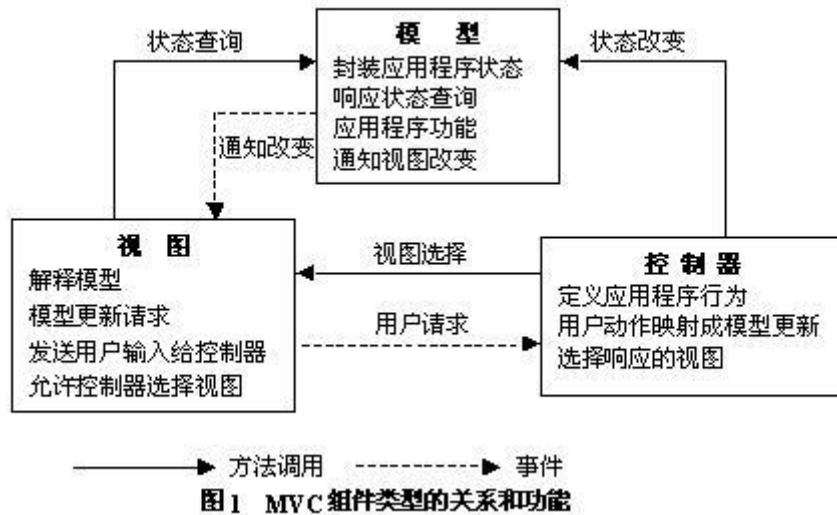 状态查询
模 型
状态改变
封装应用程序状态
响应状态查询
应用程序功能
通知视图改变
通知改变
视 图
解释模型
模型更新请求
发送用户输入给控制器
允许控制器选择视图
视图选择
用户请求
控 制 器
定义应用程序行为
用户动作映射成模型更新
选择响应的视图
方法调用
事件
图1 MVC组件类型的关系和功能